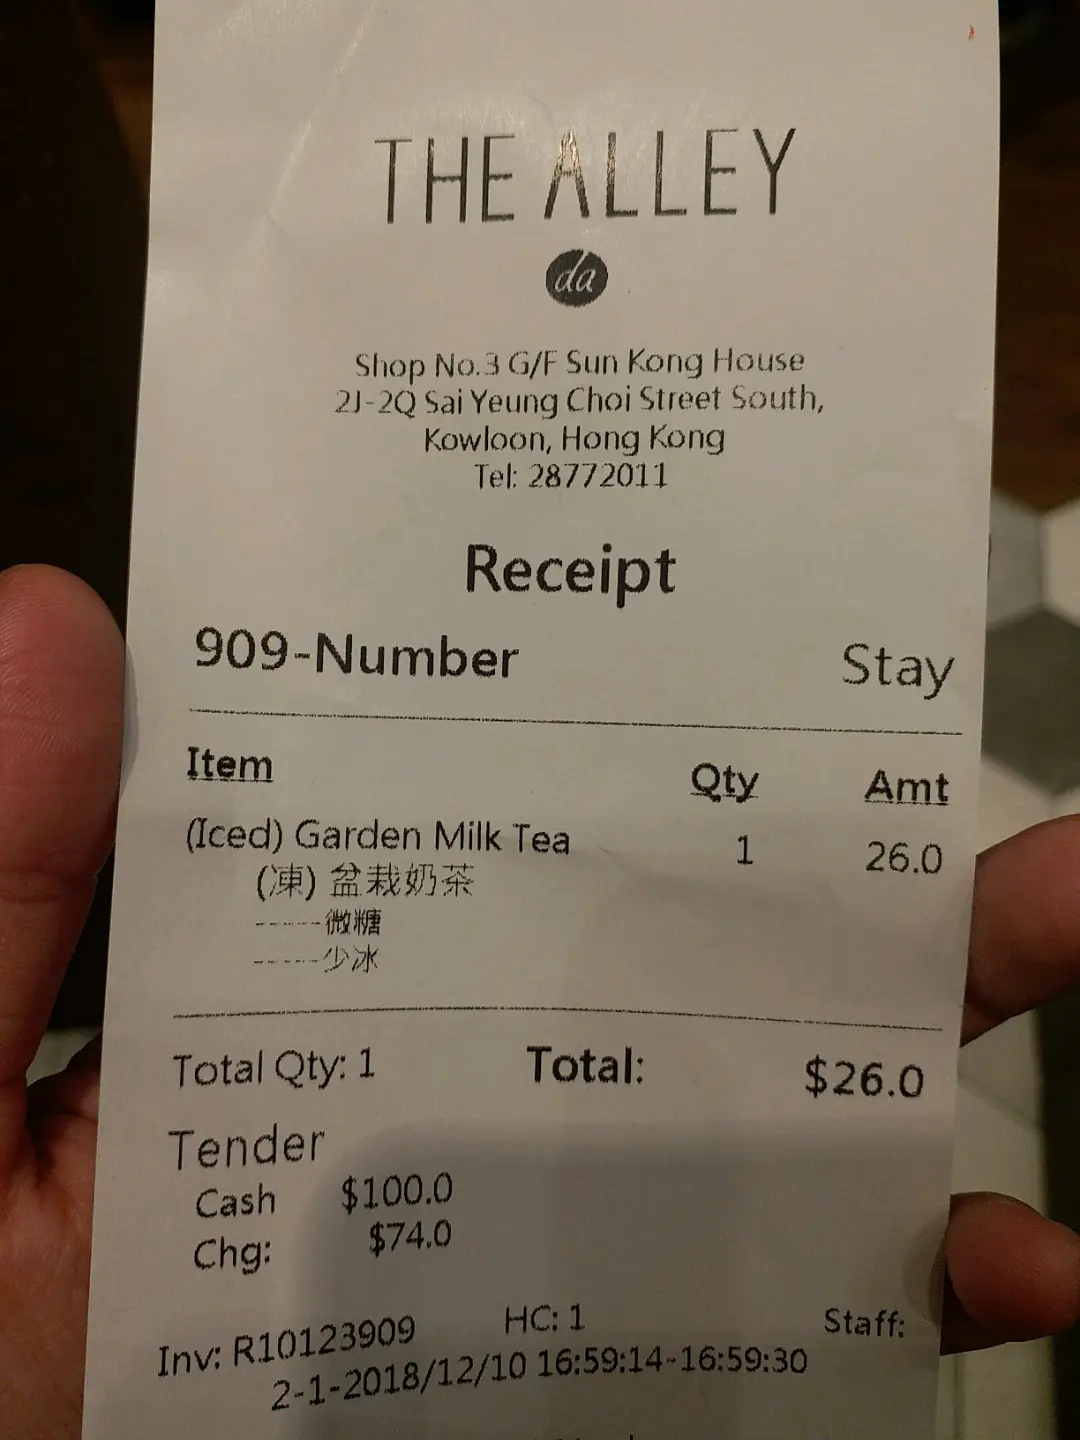 THE ALLEY
da
Shop No.3 G/F Sun Kong House
2J-2Q Sai Yeung Choi Street South,
Kowloon, Hong Kong
Tel: 28772011
Receipt
909-Number Stay
Item Qty Amt
(Iced) Garden Milk Tea 1 26.0
(凍) 盆栽奶茶
------微糖
------少冰
Total Qty: 1 Total: $26.0
Tender
Cash $100.0
Chg: $74.0
Inv: R10123909 HC: 1 Staff:
2-1-2018/12/10 16:59:14-16:59:30